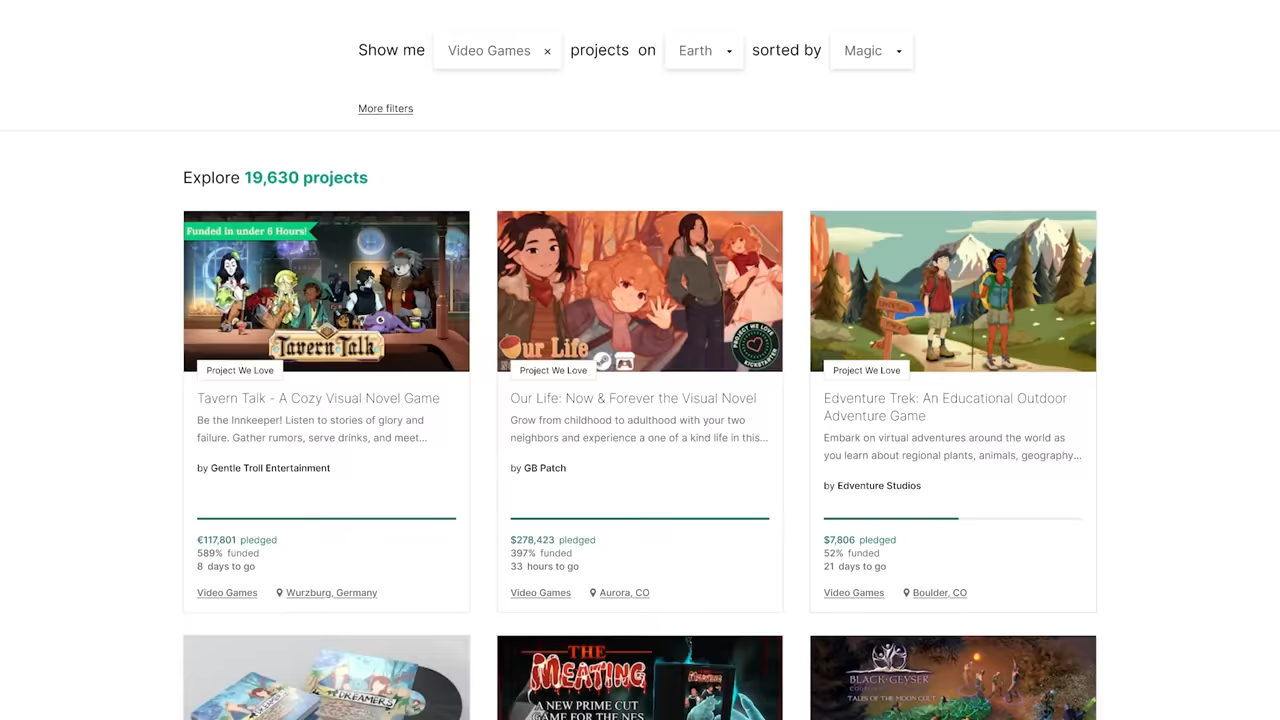 Show me Video Games × projects on Earth sorted by Magic
More filters
Explore 19,630 projects
Funded in under 6 Hours!
Tavern Talk
Project We Love
Tavern Talk - A Cozy Visual Novel Game
Be the Innkeeper! Listen to stories of glory and
failure. Gather rumors, serve drinks, and meet...
by Gentle Troll Entertainment
€117,801 pledged
589% funded
8 days to go
Video Games Wurzburg, Germany
Our Life
PROJECT WE LOVE
KICKSTARTER
Project We Love
Our Life: Now & Forever the Visual Novel
Grow from childhood to adulthood with your two
neighbors and experience a one of a kind life in this...
by GB Patch
$278,423 pledged
397% funded
33 hours to go
Video Games Aurora, CO
Project We Love
Edventure Trek: An Educational Outdoor
Adventure Game
Embark on virtual adventures around the world as
you learn about regional plants, animals, geography...
by Edventure Studios
$7,806 pledged
52% funded
21 days to go
Video Games Boulder, CO
DREAMERS
THE
MEATING
A NEW PRIME CUT
GAME FOR THE NES
BLACK GEYSER
TALES OF THE MOON CULT